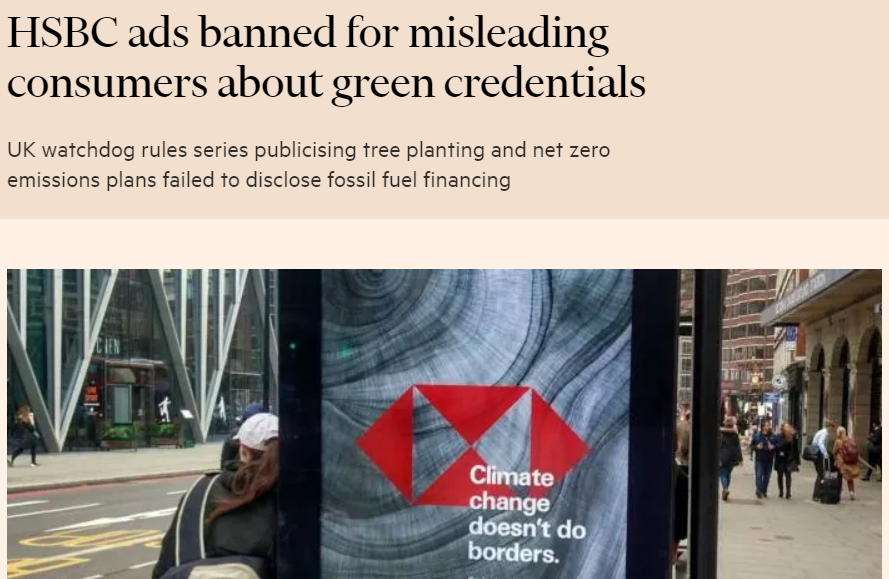 HSBC ads banned for misleading
consumers about green credentials
UK watchdog rules series publicising tree planting and net zero
emissions plans failed to disclose fossil fuel financing
Climate
change
doesn't do
borders.